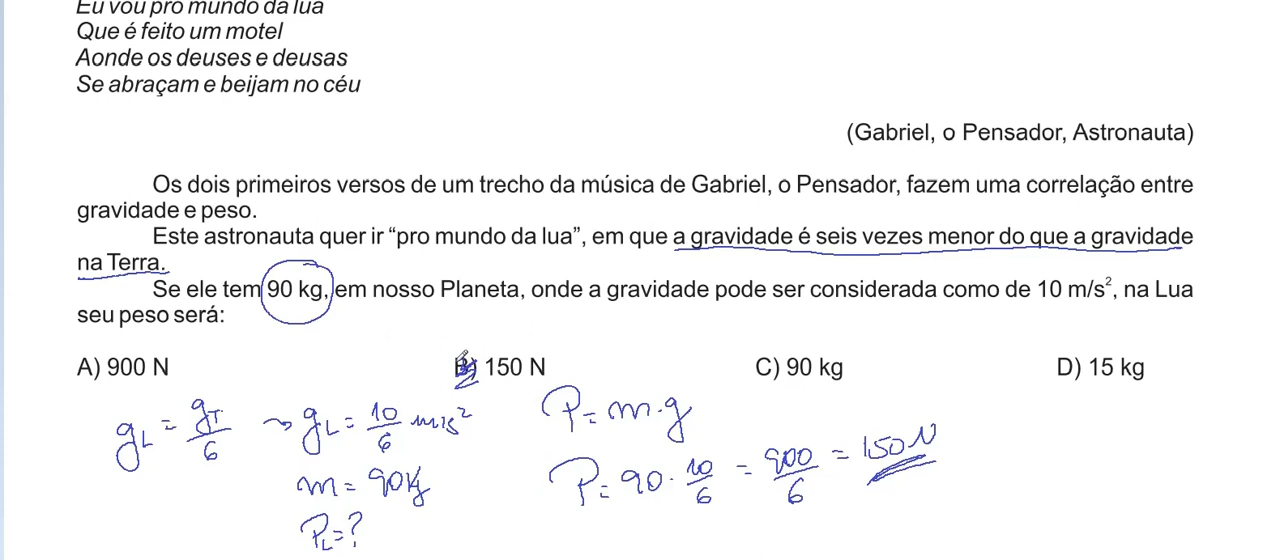 Eu vou pro mundo da lua
Que é feito um motel
Aonde os deuses e deusas
Se abraçam e beijam no céu
(Gabriel, o Pensador, Astronauta)
Os dois primeiros versos de um trecho da música de Gabriel, o Pensador, fazem uma correlação entre
gravidade e peso.
Este astronauta quer ir “pro mundo da lua”, em que a gravidade é seis vezes menor do que a gravidade
na Terra.
Se ele tem 90 kg, em nosso Planeta, onde a gravidade pode ser considerada como de 10 m/s², na Lua
seu peso será:
A) 900 N B) 150 N C) 90 kg D) 15 kg
gL = gT/6 → gL = 10/6 m/s² P = m·g
m = 90kg P = 90 · 10/6 = 900/6 = 150N
PL = ?